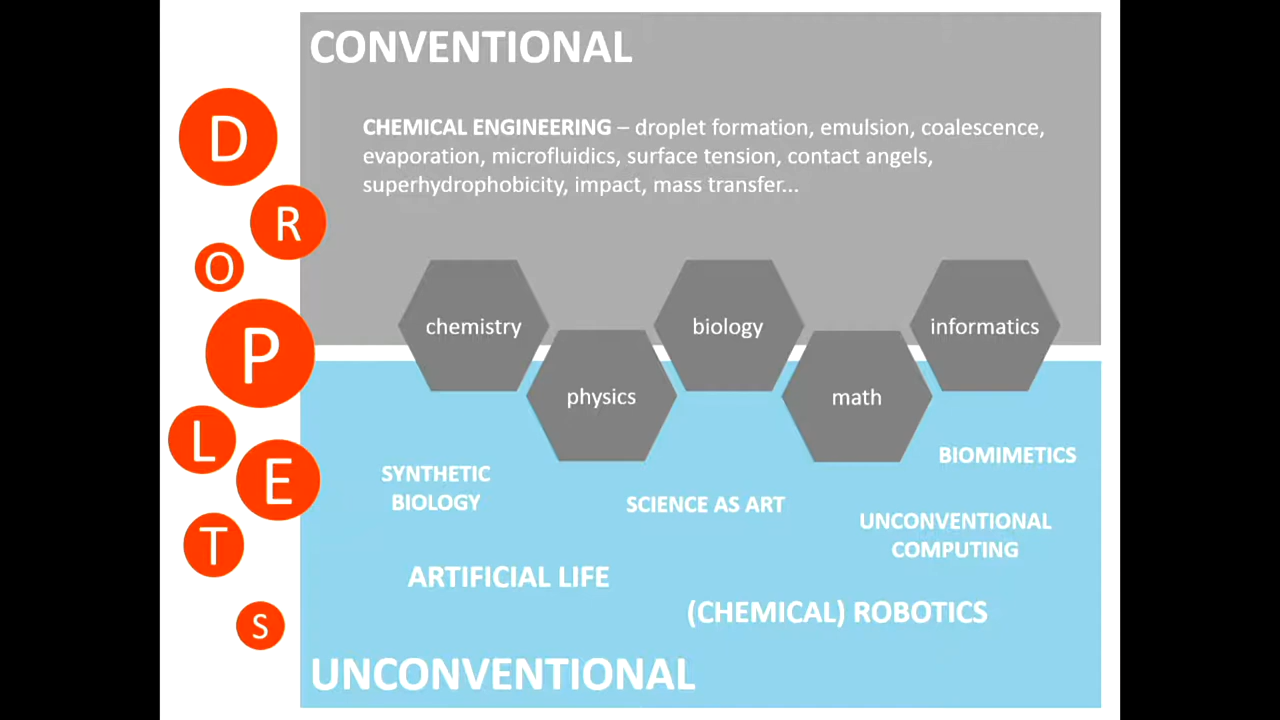 DROPLETS
CONVENTIONAL
CHEMICAL ENGINEERING – droplet formation, emulsion, coalescence,
evaporation, microfluidics, surface tension, contact angels,
superhydrophobicity, impact, mass transfer...
chemistry
physics
biology
math
informatics
SYNTHETIC
BIOLOGY
SCIENCE AS ART
BIOMIMETICS
UNCONVENTIONAL
COMPUTING
ARTIFICIAL LIFE
(CHEMICAL) ROBOTICS
UNCONVENTIONAL